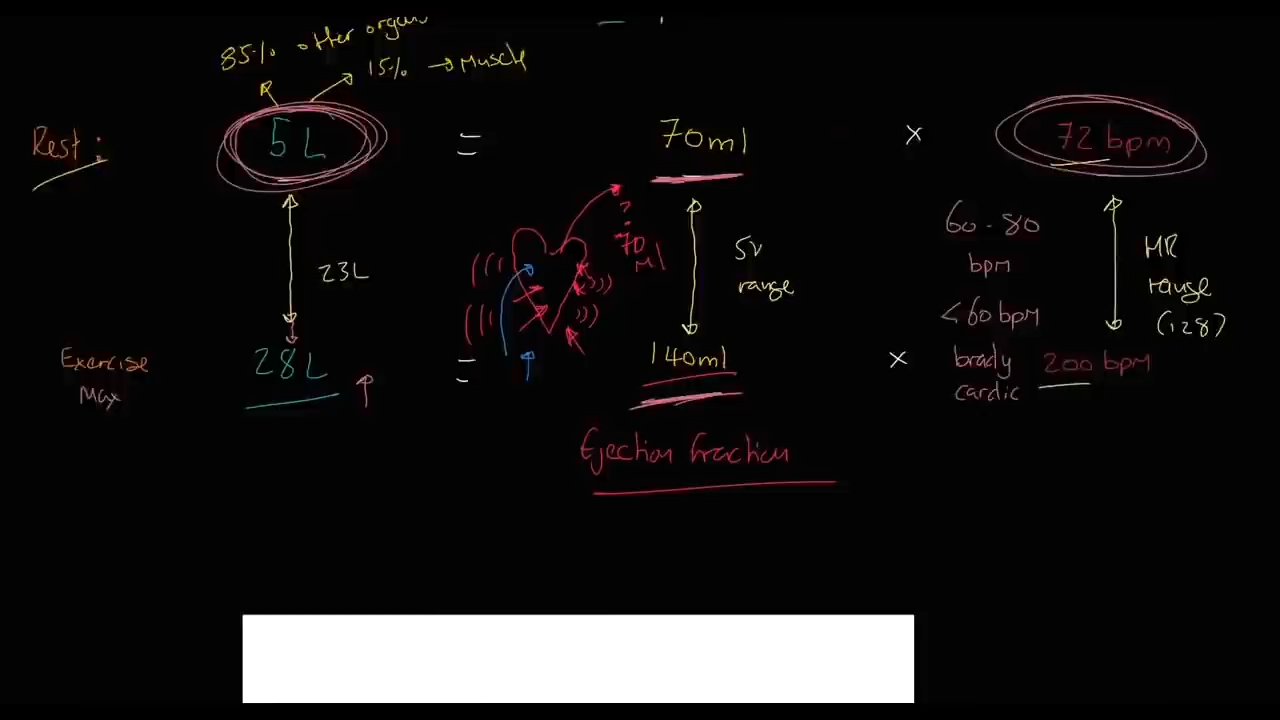 85% other organ
15% → Muscle
Rest : 5 L = 70ml × 72 bpm
60 - 80
bpm
?
70
ml
SV
range
HR
range
(128)
23L
<60 bpm
Exercise
Max
28L = 140ml × 200 bpm
brady
cardic
Ejection fraction